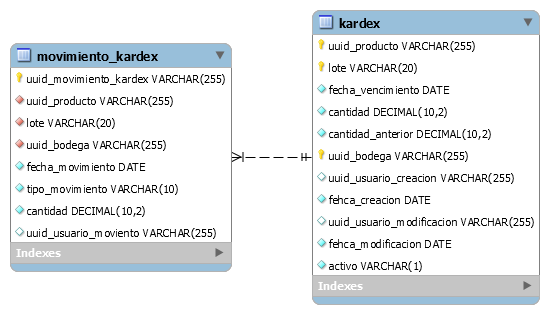 movimiento_kardex
uuid_movimiento_kardex VARCHAR(255)
uuid_producto VARCHAR(255)
lote VARCHAR(20)
uuid_bodega VARCHAR(255)
fecha_movimiento DATE
tipo_movimiento VARCHAR(10)
cantidad DECIMAL(10,2)
uuid_usuario_moviento VARCHAR(255)
Indexes
kardex
uuid_producto VARCHAR(255)
lote VARCHAR(20)
fecha_vencimiento DATE
cantidad DECIMAL(10,2)
cantidad_anterior DECIMAL(10,2)
uuid_bodega VARCHAR(255)
uuid_usuario_creacion VARCHAR(255)
fehca_creacion DATE
uuid_usuario_modificacion VARCHAR(255)
fehca_modificacion DATE
activo VARCHAR(1)
Indexes